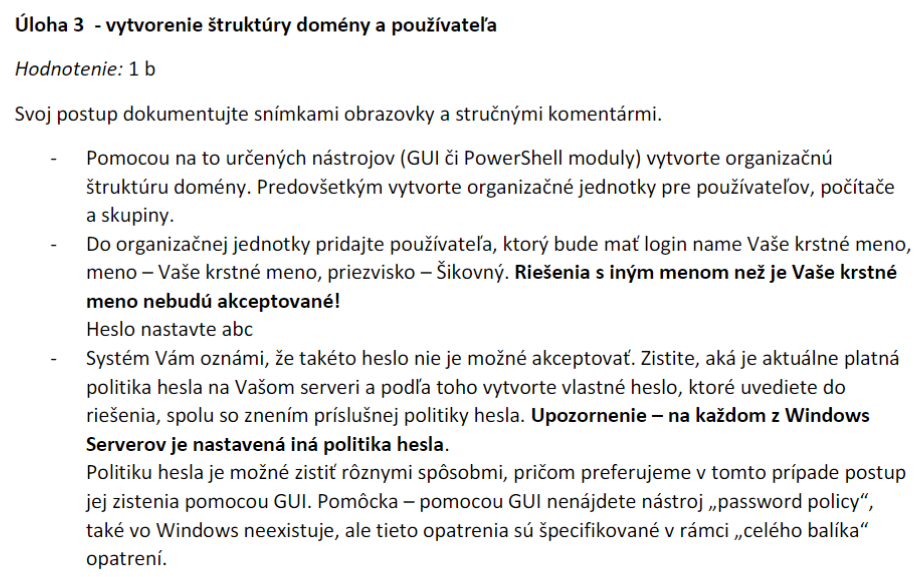 Úloha 3  - vytvorenie štruktúry domény a používateľa
Hodnotenie: 1 b
Svoj postup dokumentujte snímkami obrazovky a stručnými komentármi.
- Pomocou na to určených nástrojov (GUI či PowerShell moduly) vytvorte organizačnú
štruktúru domény. Predovšetkým vytvorte organizačné jednotky pre používateľov, počítače
a skupiny.
- Do organizačnej jednotky pridajte používateľa, ktorý bude mať login name Vaše krstné meno,
meno – Vaše krstné meno, priezvisko – Šikovný. Riešenia s iným menom než je Vaše krstné
meno nebudú akceptované!
Heslo nastavte abc
- Systém Vám oznámi, že takéto heslo nie je možné akceptovať. Zistite, aká je aktuálne platná
politika hesla na Vašom serveri a podľa toho vytvorte vlastné heslo, ktoré uvediete do
riešenia, spolu so znením príslušnej politiky hesla. Upozornenie – na každom z Windows
Serverov je nastavená iná politika hesla.
Politiku hesla je možné zistiť rôznymi spôsobmi, pričom preferujeme v tomto prípade postup
jej zistenia pomocou GUI. Pomôcka – pomocou GUI nenájdete nástroj „password policy“,
také vo Windows neexistuje, ale tieto opatrenia sú špecifikované v rámci „celého balíka“
opatrení.